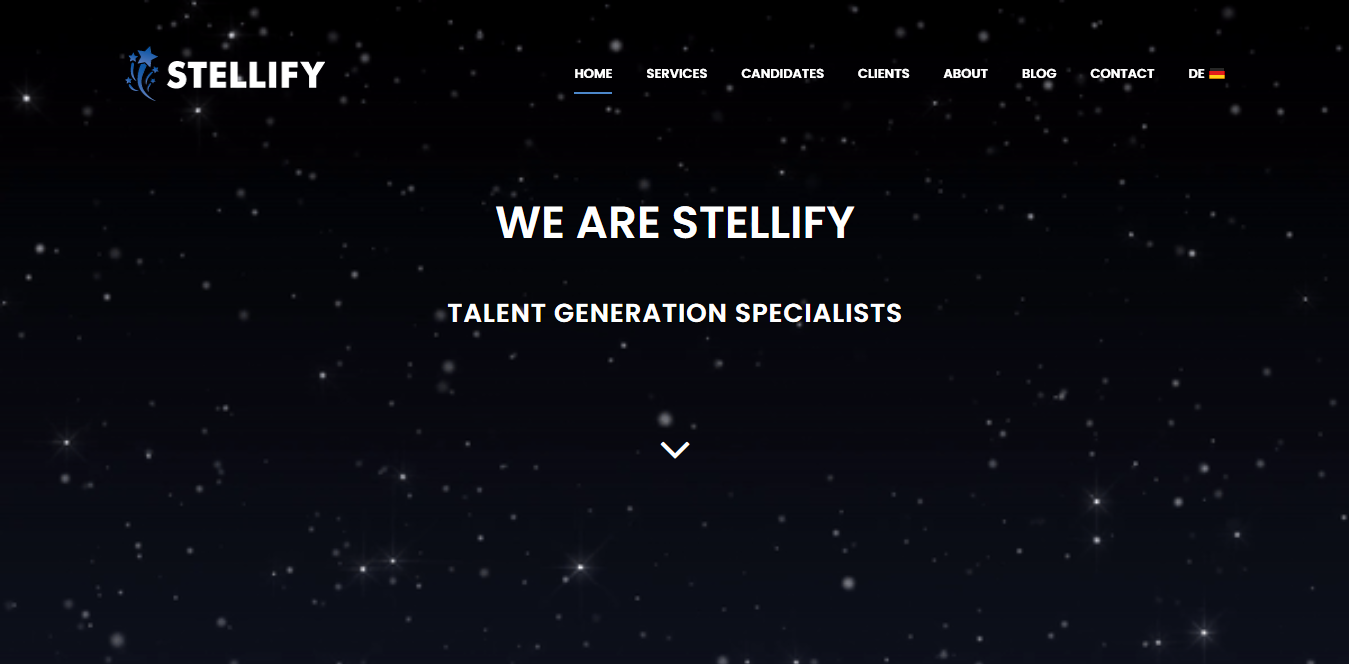 STELLIFY
HOME SERVICES CANDIDATES CLIENTS ABOUT BLOG CONTACT DE
WE ARE STELLIFY
TALENT GENERATION SPECIALISTS